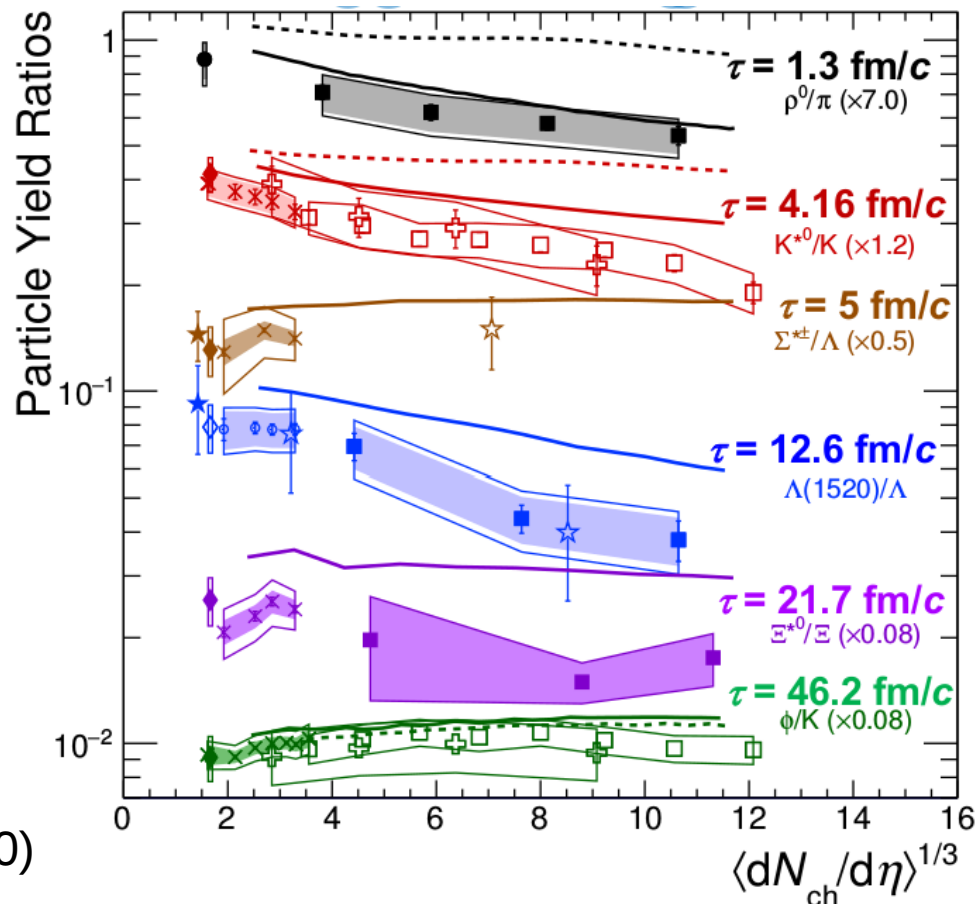 Particle Yield Ratios
1
10⁻¹
10⁻²
τ = 1.3 fm/c
ρ⁰/π (×7.0)
τ = 4.16 fm/c
K*⁰/K (×1.2)
τ = 5 fm/c
Σ*±/Λ (×0.5)
τ = 12.6 fm/c
Λ(1520)/Λ
τ = 21.7 fm/c
Ξ*⁰/Ξ (×0.08)
τ = 46.2 fm/c
ϕ/K (×0.08)
0 2 4 6 8 10 12 14 16
0)
⟨dN_ch/dη⟩^1/3